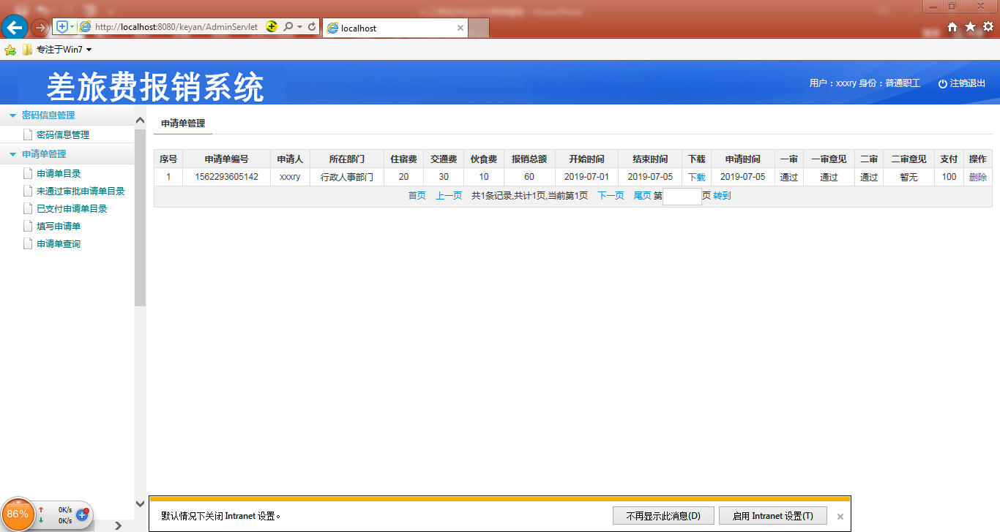 http://localhost:8080/keyan/AdminServlet
localhost
专注于Win7
差旅费报销系统
用户：xxxry 身份：普通职工 注销退出
密码信息管理
密码信息管理
申请单管理
申请单目录
未通过审批申请单目录
已支付申请单目录
填写申请单
申请单查询
申请单管理
序号 申请单编号 申请人 所在部门 住宿费 交通费 伙食费 报销总额 开始时间 结束时间 下载 申请时间 一审 一审意见 二审 二审意见 支付 操作
1 1562293605142 xxxry 行政人事部门 20 30 10 60 2019-07-01 2019-07-05 下载 2019-07-05 通过 通过 通过 暂无 100 删除
首页 上一页 共1条记录,共计1页,当前第1页 下一页 尾页 第 页 转到
86%
0K/s
0K/s
默认情况下关闭 Intranet 设置。 不再显示此消息(D) 启用 Intranet 设置(T)